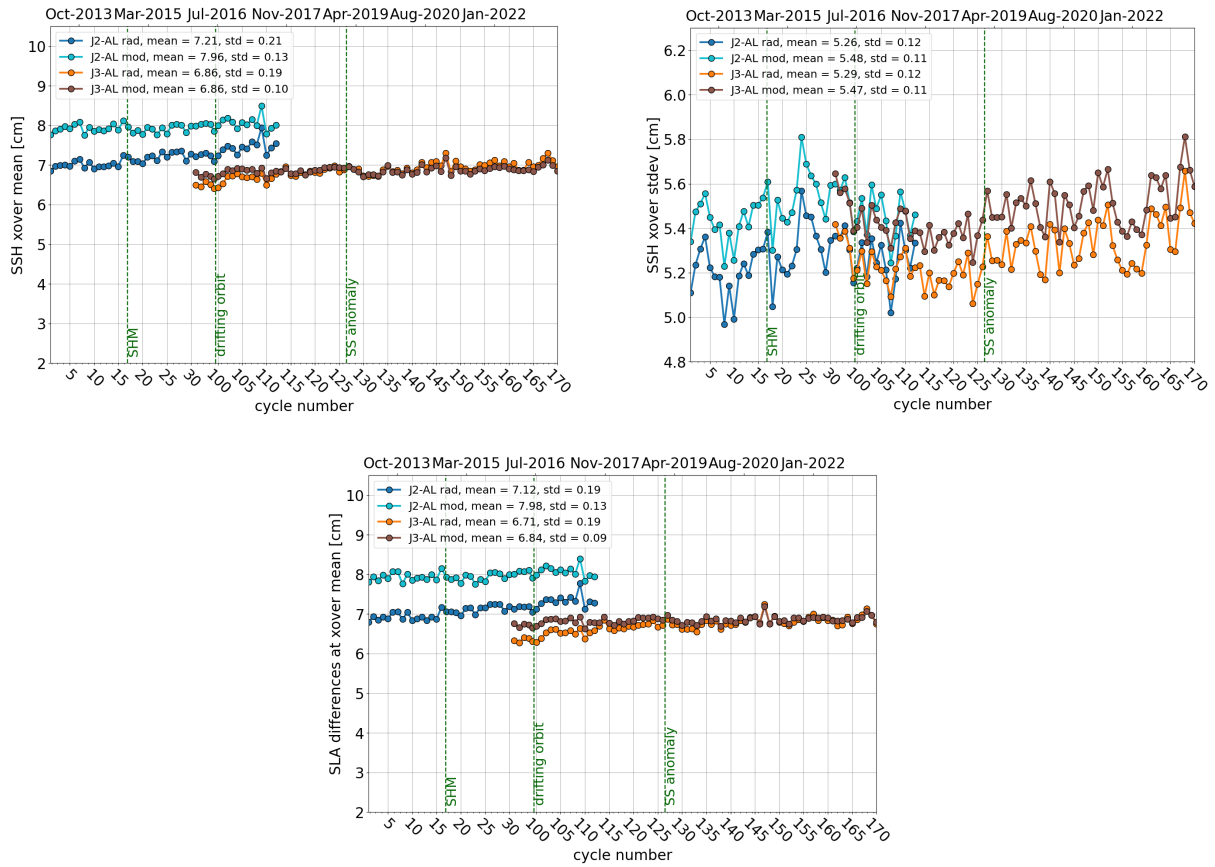 Oct-2013 Mar-2015 Jul-2016 Nov-2017 Apr-2019 Aug-2020 Jan-2022
J2-AL rad, mean = 7.21, std = 0.21
J2-AL mod, mean = 7.96, std = 0.13
J3-AL rad, mean = 6.86, std = 0.19
J3-AL mod, mean = 6.86, std = 0.10
SSH xover mean [cm]
10
9
8
7
6
5
4
3
2
SHM
drifting orbit
SS anomaly
5 10 15 20 25 30 100 105 110 115 120 125 130 135 140 145 150 155 160 165 170
cycle number
Oct-2013 Mar-2015 Jul-2016 Nov-2017 Apr-2019 Aug-2020 Jan-2022
J2-AL rad, mean = 5.26, std = 0.12
J2-AL mod, mean = 5.48, std = 0.11
J3-AL rad, mean = 5.29, std = 0.12
J3-AL mod, mean = 5.47, std = 0.11
SSH xover stdev [cm]
6.2
6.0
5.8
5.6
5.4
5.2
5.0
4.8
SHM
drifting orbit
SS anomaly
5 10 15 20 25 30 100 105 110 115 120 125 130 135 140 145 150 155 160 165 170
cycle number
Oct-2013 Mar-2015 Jul-2016 Nov-2017 Apr-2019 Aug-2020 Jan-2022
J2-AL rad, mean = 7.12, std = 0.19
J2-AL mod, mean = 7.98, std = 0.13
J3-AL rad, mean = 6.71, std = 0.19
J3-AL mod, mean = 6.84, std = 0.09
SLA differences at xover mean [cm]
10
9
8
7
6
5
4
3
2
SHM
drifting orbit
SS anomaly
5 10 15 20 25 30 100 105 110 115 120 125 130 135 140 145 150 155 160 165 170
cycle number